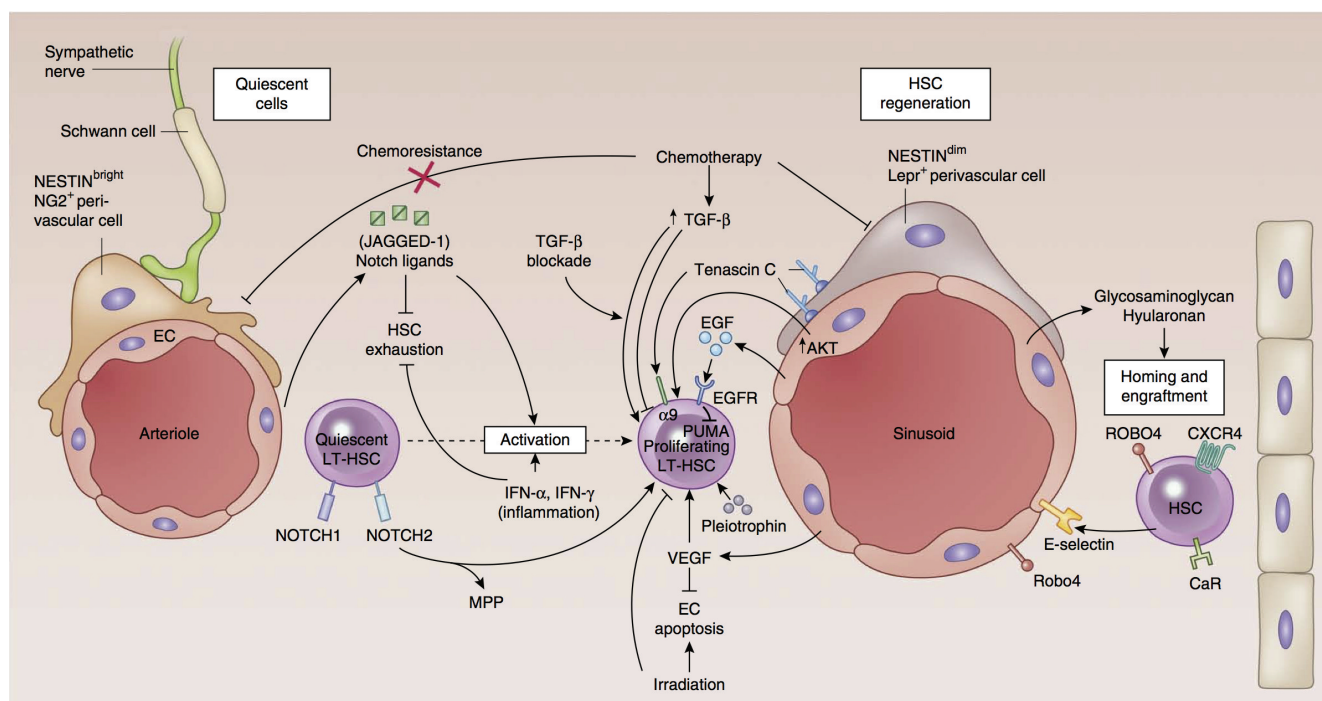 Sympathetic
nerve
Quiescent
cells
HSC
regeneration
Schwann cell
Chemoresistance
Chemotherapy
NESTINdim
Lepr+ perivascular cell
NESTINbright
NG2+ peri-
vascular cell
↑ TGF-β
(JAGGED-1)
Notch ligands
TGF-β
blockade
Tenascin C
Glycosaminoglycan
Hyularonan
EC
HSC
exhaustion
EGF
↑AKT
Homing and
engraftment
EGFR
α9
PUMA
Arteriole
Quiescent
LT-HSC
Activation
Proliferating
LT-HSC
Sinusoid
ROBO4
CXCR4
IFN-α, IFN-γ
(inflammation)
HSC
NOTCH1
NOTCH2
Pleiotrophin
E-selectin
VEGF
Robo4
CaR
MPP
EC
apoptosis
Irradiation